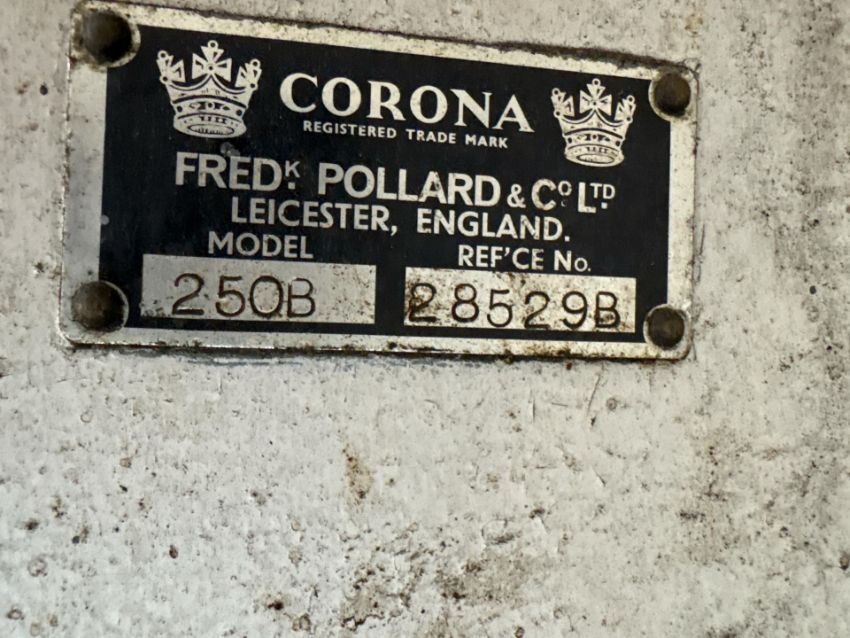 CORONA
REGISTERED TRADE MARK
FREDK. POLLARD & Co. LTD.
LEICESTER, ENGLAND.
MODEL REF'CE No.
250B 28529B